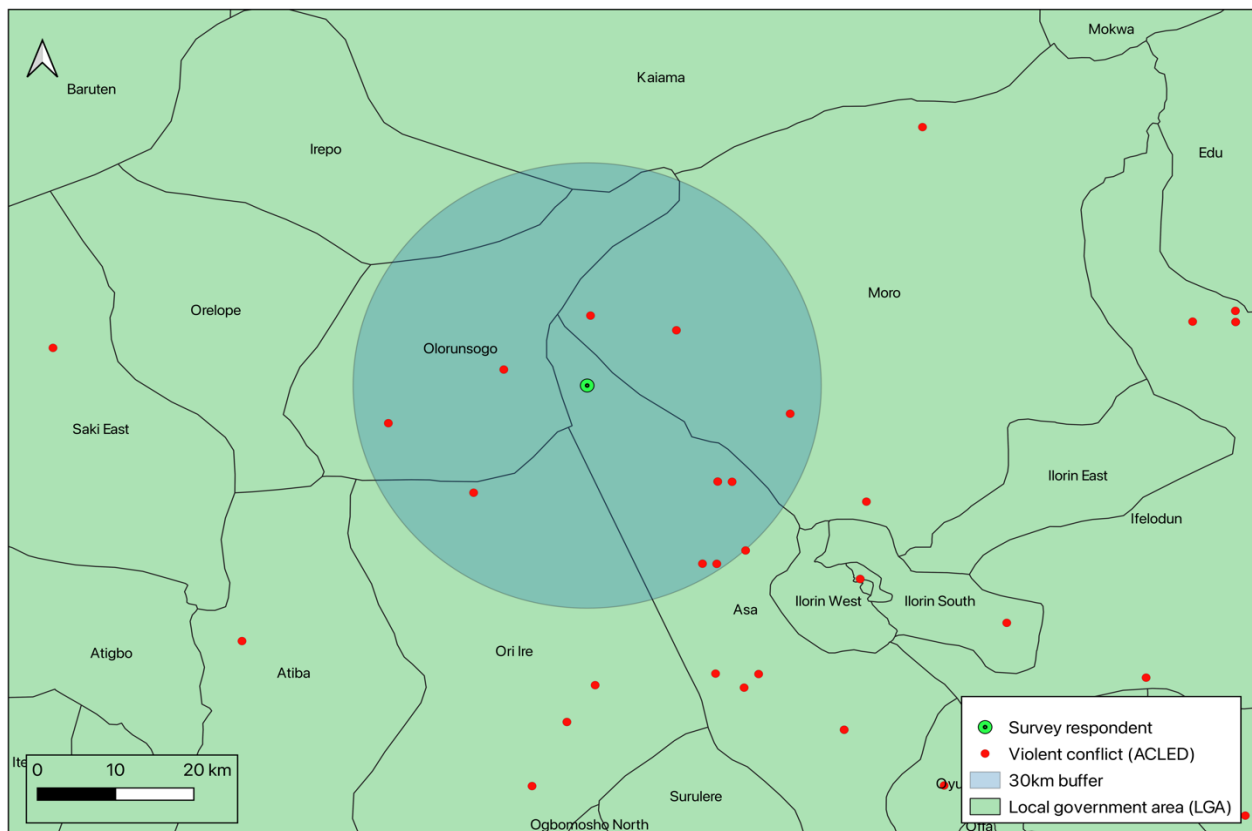 Mokwa
Kaiama
Baruten
Irepo
Edu
Moro
Orelope
Olorunsogo
Saki East
Ilorin East
Ifelodun
Ilorin West
Ilorin South
Asa
Ori Ire
Atigbo
Atiba
Surulere
Ogbomosho North
Offa
0 10 20 km
Survey respondent
Violent conflict (ACLED)
30km buffer
Local government area (LGA)